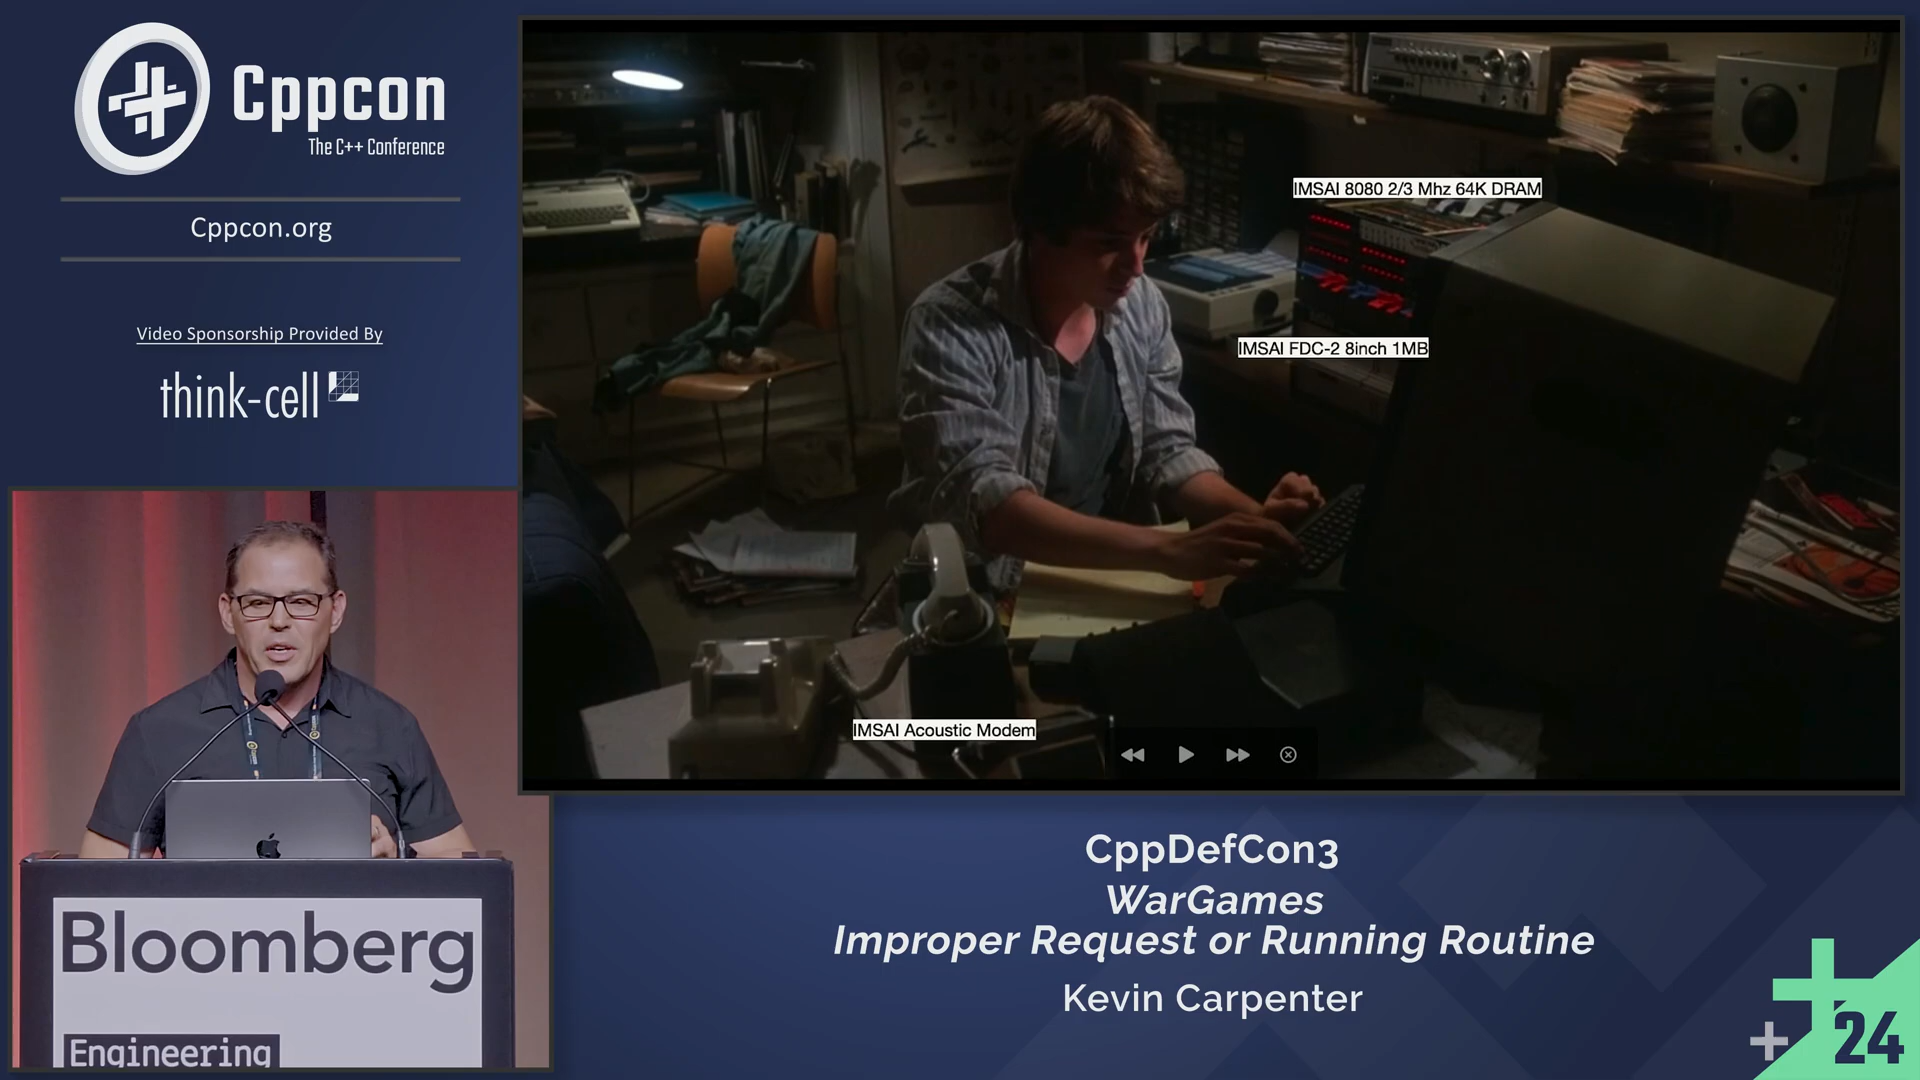 Cppcon
The C++ Conference
Cppcon.org
Video Sponsorship Provided By
think-cell
IMSAI 8080 2/3 Mhz 64K DRAM
IMSAI FDC-2 8inch 1MB
IMSAI Acoustic Modem
Bloomberg
Engineering
CppDefCon3
WarGames
Improper Request or Running Routine
Kevin Carpenter
24